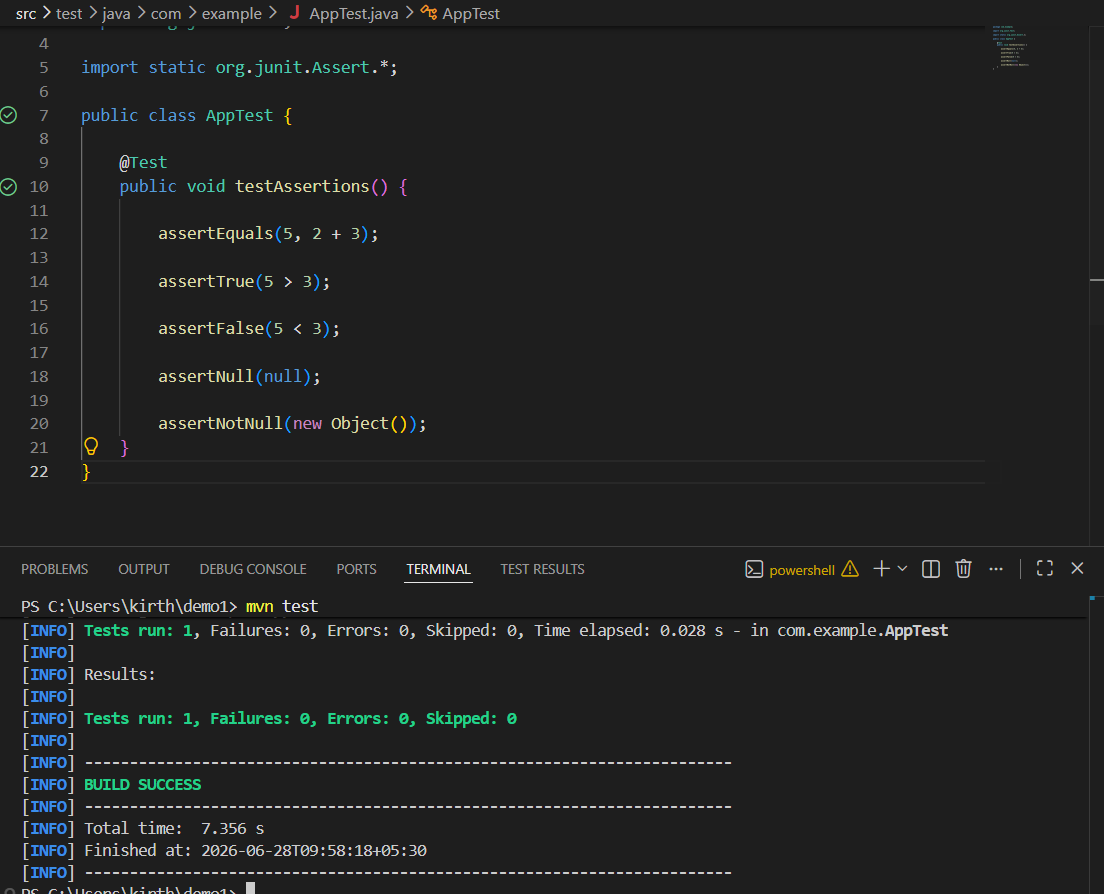 src > test > java > com > example > J AppTest.java > AppTest
4
5 import static org.junit.Assert.*;
6
7 public class AppTest {
8
9 @Test
10 public void testAssertions() {
11
12 assertEquals(5, 2 + 3);
13
14 assertTrue(5 > 3);
15
16 assertFalse(5 < 3);
17
18 assertNull(null);
19
20 assertNotNull(new Object());
21 }
22 }
PROBLEMS OUTPUT DEBUG CONSOLE PORTS TERMINAL TEST RESULTS powershell
PS C:\Users\kirth\demo1> mvn test
[INFO] Tests run: 1, Failures: 0, Errors: 0, Skipped: 0, Time elapsed: 0.028 s - in com.example.AppTest
[INFO]
[INFO] Results:
[INFO]
[INFO] Tests run: 1, Failures: 0, Errors: 0, Skipped: 0
[INFO]
[INFO] ------------------------------------------------------------------------
[INFO] BUILD SUCCESS
[INFO] ------------------------------------------------------------------------
[INFO] Total time:  7.356 s
[INFO] Finished at: 2026-06-28T09:58:18+05:30
[INFO] ------------------------------------------------------------------------
PS C:\Users\kirth\demo1>